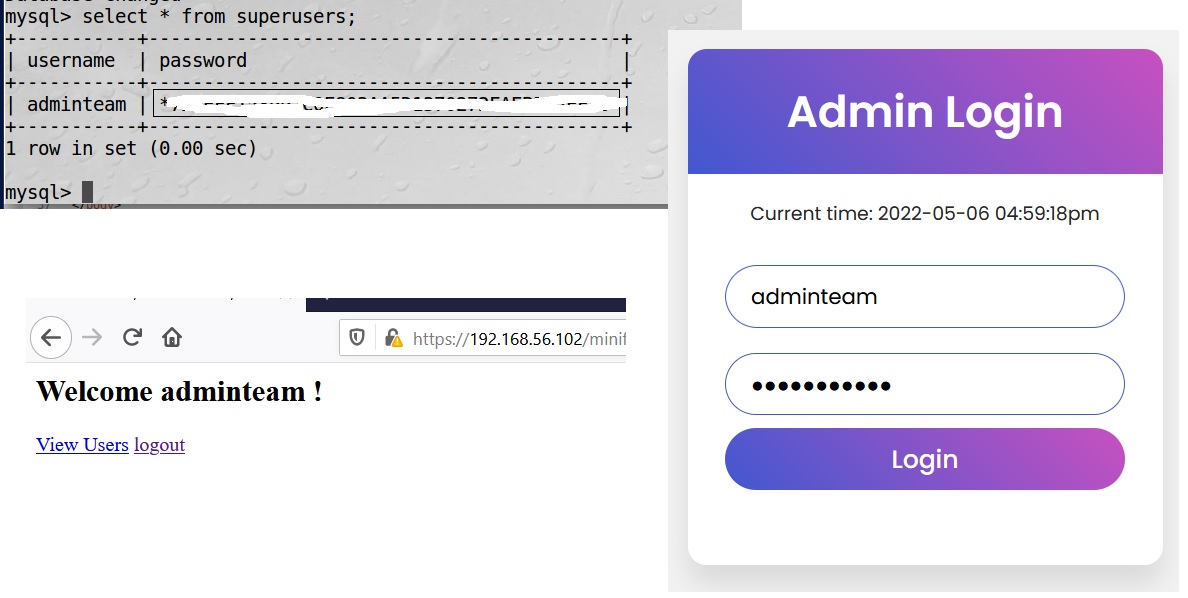 mysql> select * from superusers;
+-----------+---------------------------------------------+
| username | password |
+-----------+---------------------------------------------+
| adminteam | * |
+-----------+---------------------------------------------+
1 row in set (0.00 sec)
mysql>
https://192.168.56.102/minif
Welcome adminteam !
View Users logout
Admin Login
Current time: 2022-05-06 04:59:18pm
adminteam
•••••••••••
Login